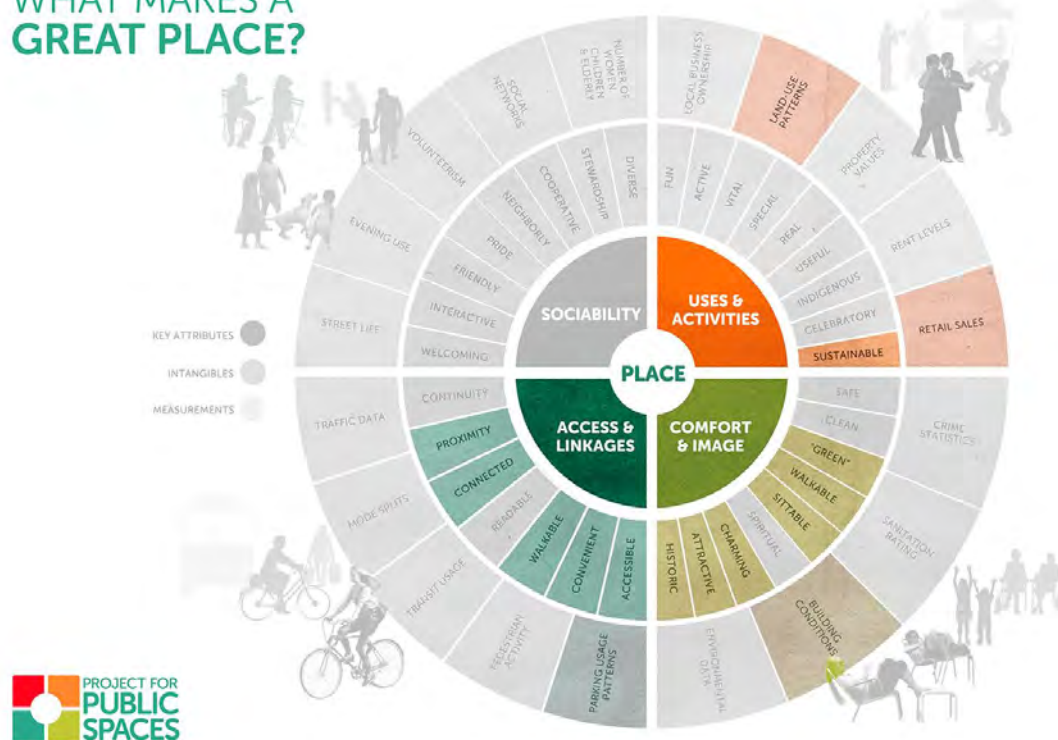 WHAT MAKES A
GREAT PLACE?
KEY ATTRIBUTES
INTANGIBLES
MEASUREMENTS
PLACE
SOCIABILITY
USES &
ACTIVITIES
ACCESS &
LINKAGES
COMFORT
& IMAGE
WELCOMING
INTERACTIVE
FRIENDLY
PRIDE
NEIGHBORLY
COOPERATIVE
STEWARDSHIP
DIVERSE
FUN
ACTIVE
VITAL
SPECIAL
REAL
USEFUL
INDIGENOUS
CELEBRATORY
SUSTAINABLE
SAFE
CLEAN
"GREEN"
WALKABLE
SITTABLE
SPIRITUAL
CHARMING
ATTRACTIVE
HISTORIC
ACCESSIBLE
CONVENIENT
WALKABLE
READABLE
CONNECTED
PROXIMITY
CONTINUITY
STREET LIFE
EVENING USE
VOLUNTEERISM
SOCIAL
NETWORKS
NUMBER OF
WOMEN
CHILDREN
& ELDERLY
LOCAL BUSINESS
OWNERSHIP
LAND-USE
PATTERNS
PROPERTY
VALUES
RENT LEVELS
RETAIL SALES
CRIME
STATISTICS
SANITATION
RATING
BUILDING
CONDITIONS
ENVIRONMENTAL
DATA
PARKING USAGE
PATTERNS
PEDESTRIAN
ACTIVITY
TRANSIT USAGE
MODE SPLITS
TRAFFIC DATA
PROJECT FOR
PUBLIC
SPACES